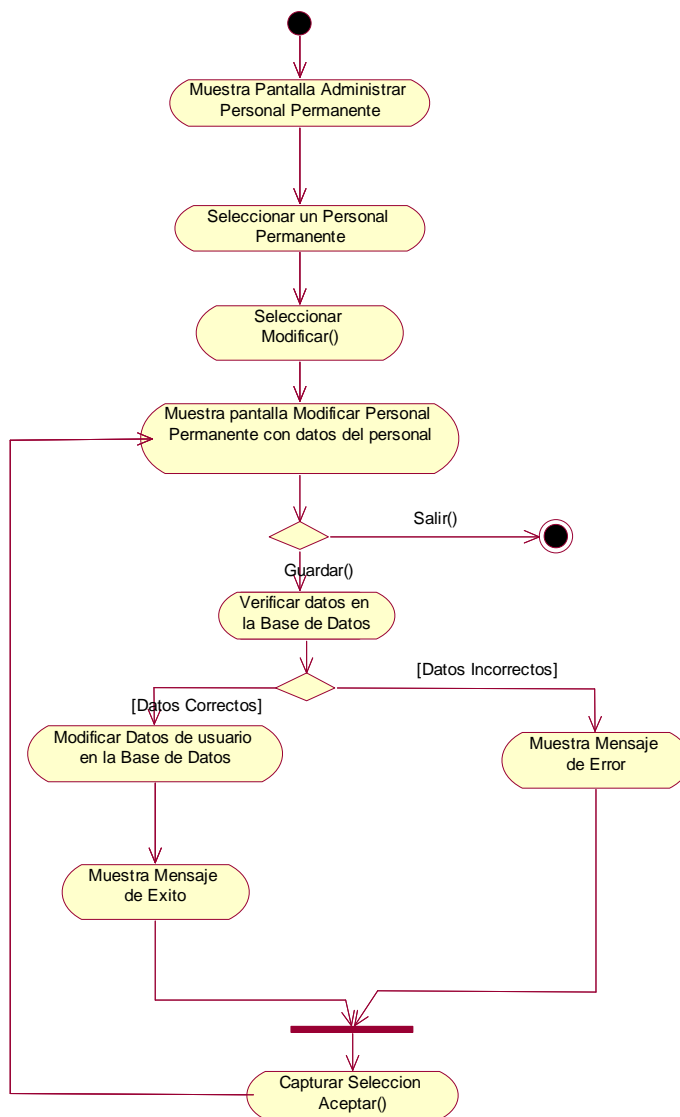 Muestra Pantalla Administrar
Personal Permanente
Seleccionar un Personal
Permanente
Seleccionar
Modificar()
Muestra pantalla Modificar Personal
Permanente con datos del personal
Salir()
Guardar()
Verificar datos en
la Base de Datos
[Datos Incorrectos]
[Datos Correctos]
Modificar Datos de usuario
en la Base de Datos
Muestra Mensaje
de Error
Muestra Mensaje
de Exito
Capturar Seleccion
Aceptar()